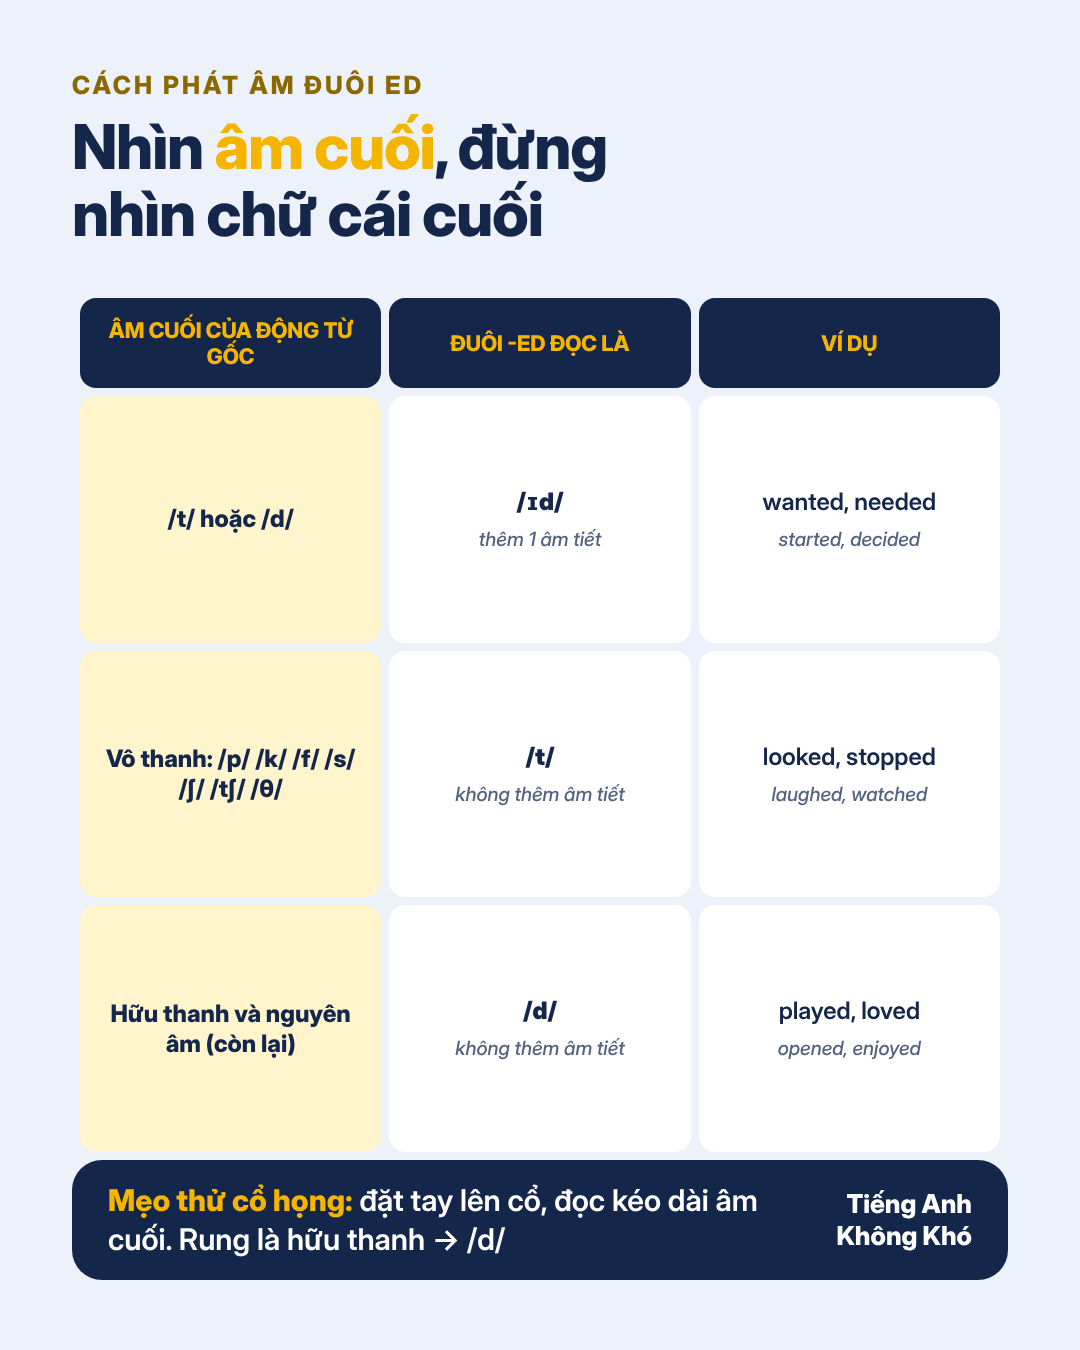 CÁCH PHÁT ÂM ĐUÔI ED
Nhìn âm cuối, đừng
nhìn chữ cái cuối
ÂM CUỐI CỦA ĐỘNG TỪ
GỐC
ĐUÔI -ED ĐỌC LÀ
VÍ DỤ
/t/ hoặc /d/
/ɪd/
thêm 1 âm tiết
wanted, needed
started, decided
Vô thanh: /p/ /k/ /f/ /s/
/ʃ/ /tʃ/ /θ/
/t/
không thêm âm tiết
looked, stopped
laughed, watched
Hữu thanh và nguyên
âm (còn lại)
/d/
không thêm âm tiết
played, loved
opened, enjoyed
Mẹo thử cổ họng: đặt tay lên cổ, đọc kéo dài âm
cuối. Rung là hữu thanh → /d/
Tiếng Anh
Không Khó